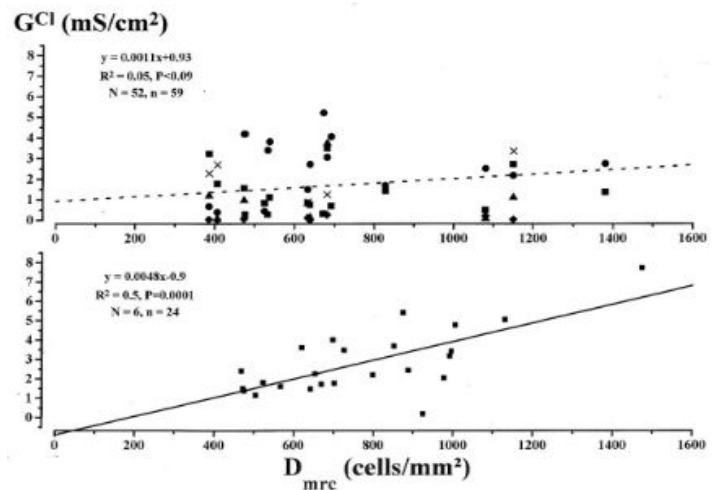 G^Cl (mS/cm²)
y = 0.0011x+0.93
R² = 0.05, P<0.09
N = 52, n = 59
8
7
6
5
4
3
2
1
0
0 200 400 600 800 1000 1200 1400 1600
y = 0.0048x-0.9
R² = 0.5, P=0.0001
N = 6, n = 24
8
7
6
5
4
3
2
1
0
0 200 400 600 800 1000 1200 1400 1600
D_mrc (cells/mm²)